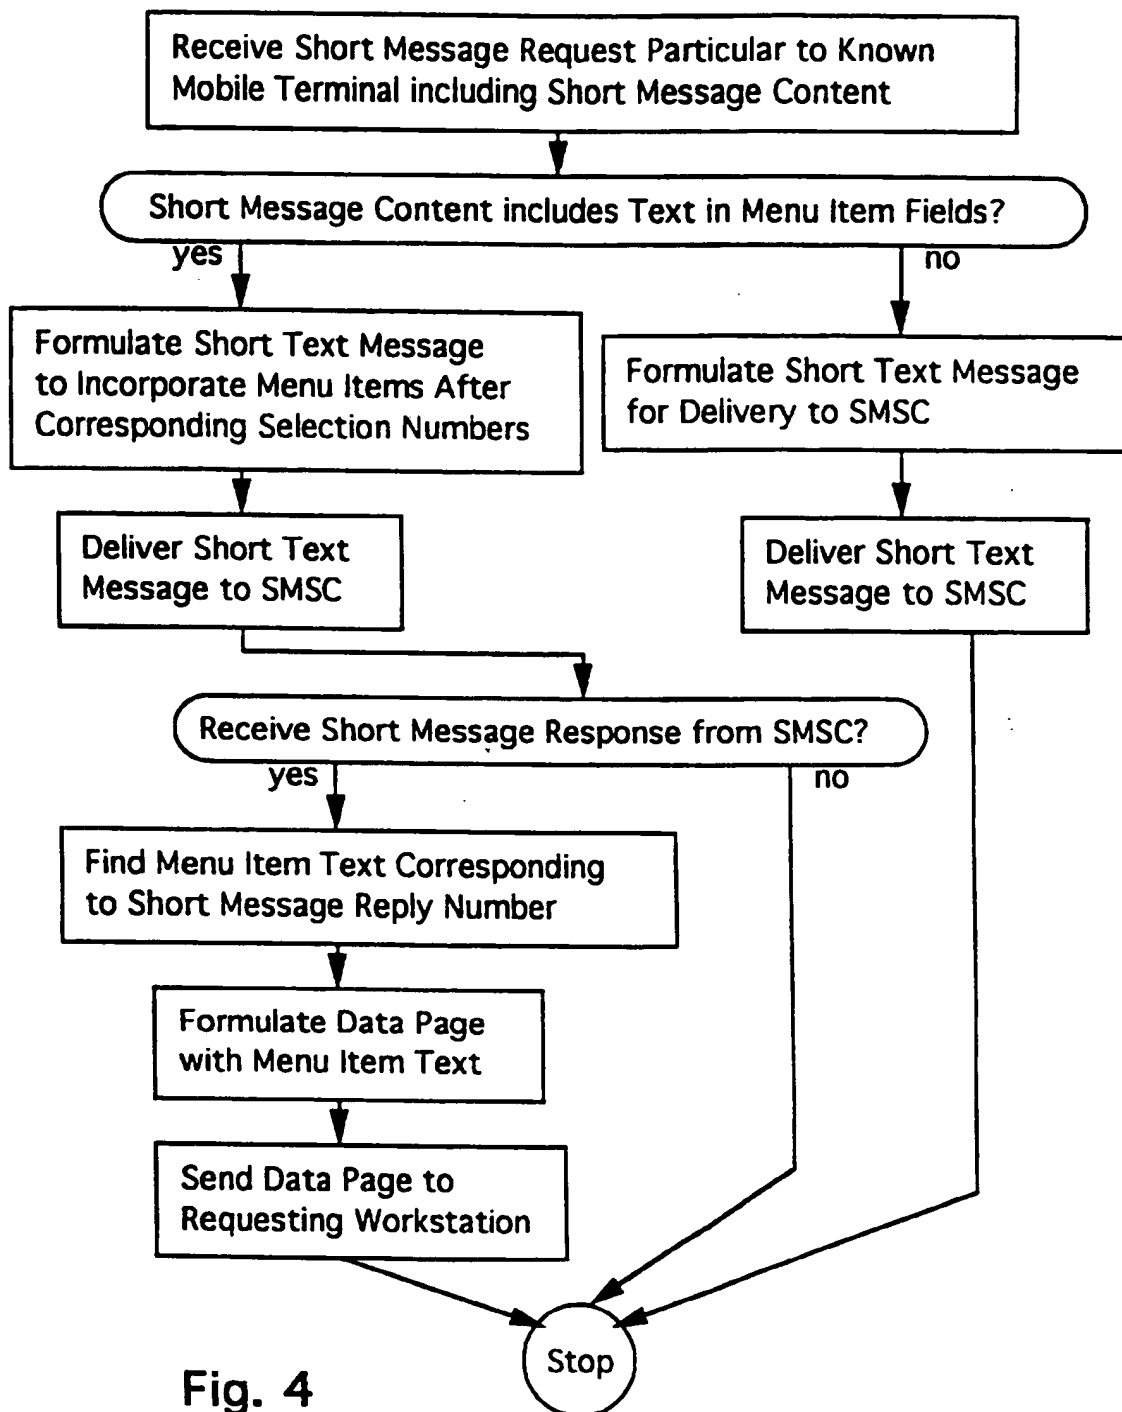 Receive Short Message Request Particular to Known
Mobile Terminal including Short Message Content
Short Message Content includes Text in Menu Item Fields?
yes
no
Formulate Short Text Message
to Incorporate Menu Items After
Corresponding Selection Numbers
Formulate Short Text Message
for Delivery to SMSC
Deliver Short Text
Message to SMSC
Deliver Short Text
Message to SMSC
Receive Short Message Response from SMSC?
yes
no
Find Menu Item Text Corresponding
to Short Message Reply Number
Formulate Data Page
with Menu Item Text
Send Data Page to
Requesting Workstation
Stop
Fig. 4